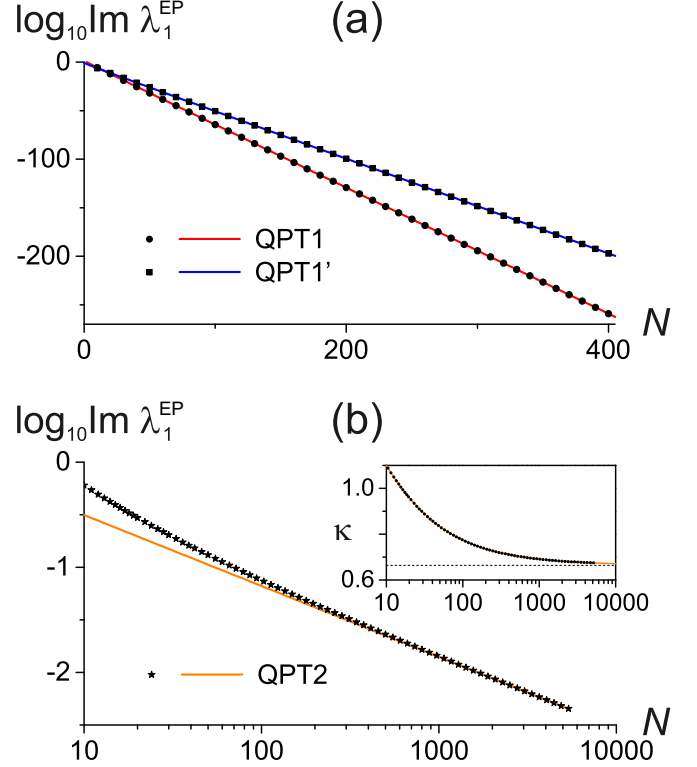 log₁₀Im λ₁ᴱᴾ (a)
0
-100
-200
QPT1
QPT1'
0 200 400 N
log₁₀Im λ₁ᴱᴾ (b)
0
-1
-2
κ
1.0
0.6
10 100 1000 10000
QPT2
10 100 1000 10000 N